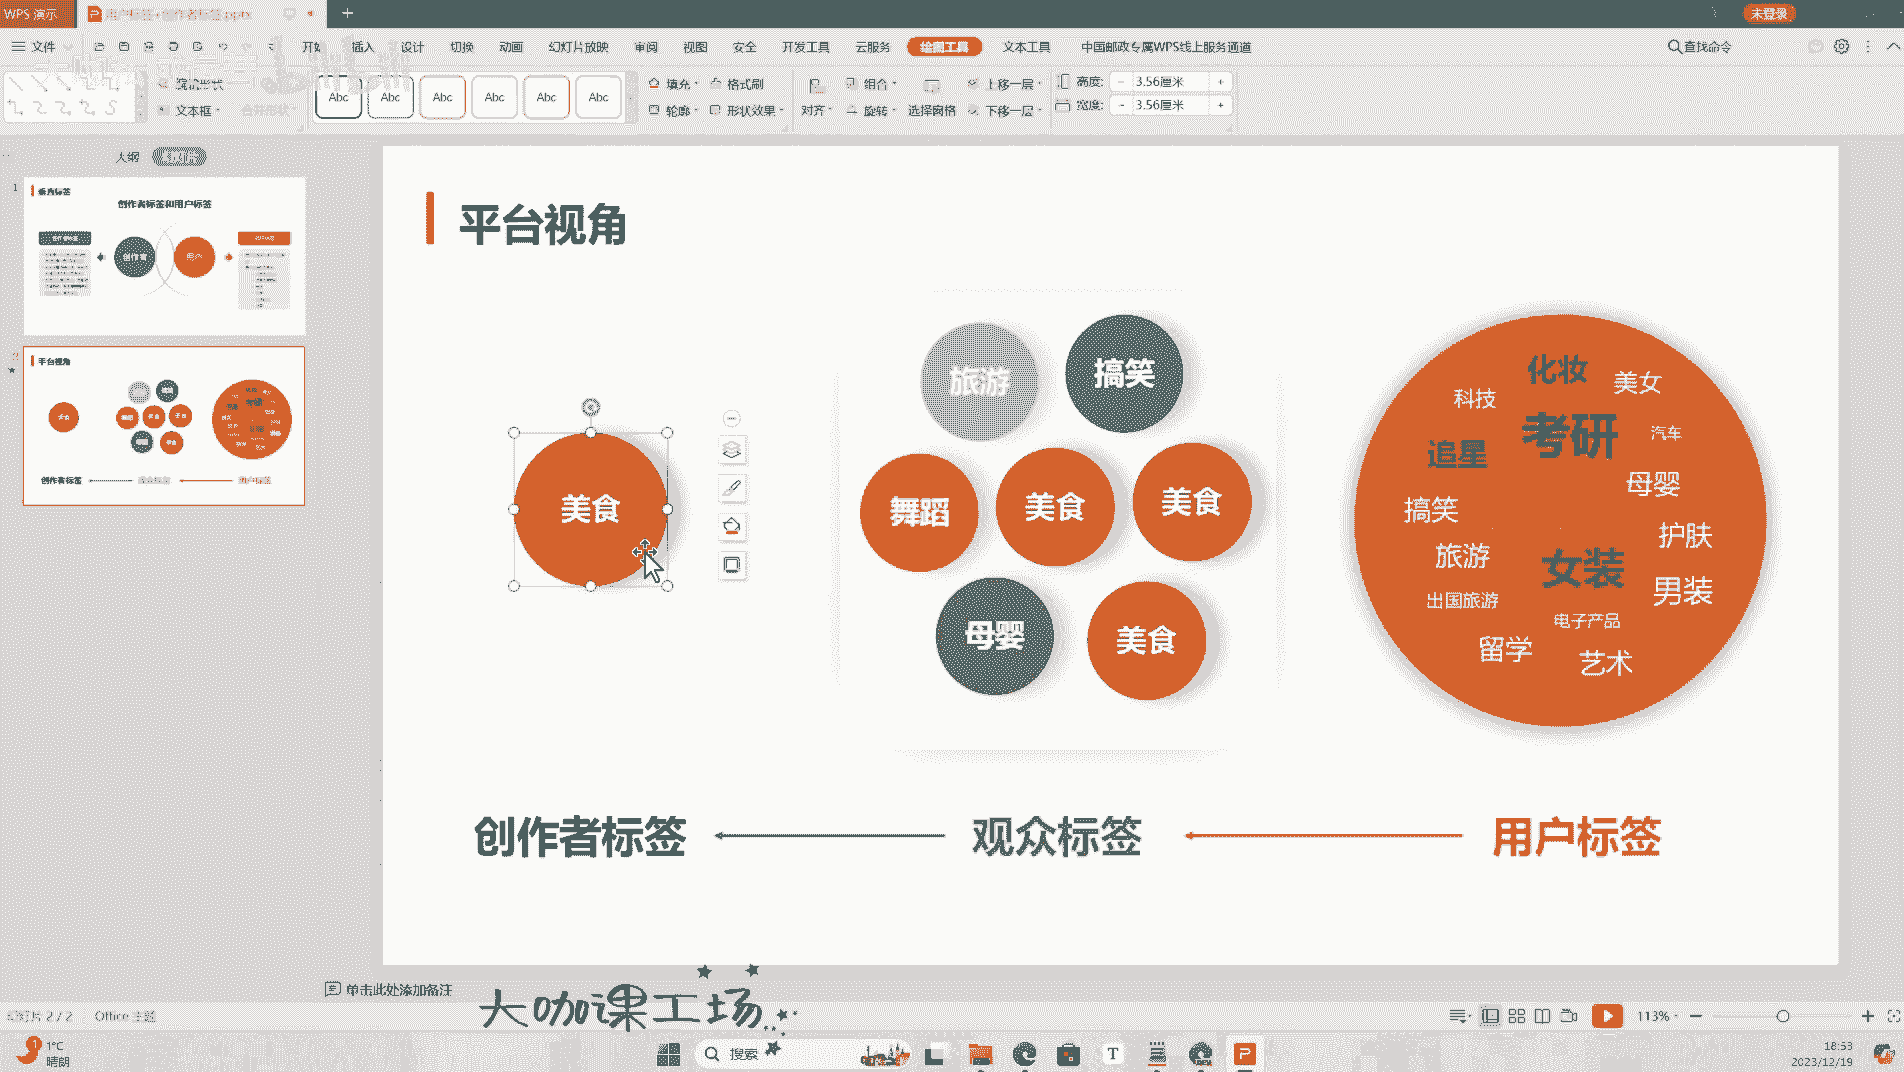 WPS 演示
用户标签+创作者标签.pptx
未登录
文件
开始 插入 设计 切换 动画 幻灯片放映 审阅 视图 安全 开发工具 云服务 绘图工具 文本工具 中国邮政专属WPS线上服务通道
查找命令
编辑形状
文本框 合并形状
Abc Abc Abc Abc Abc Abc
填充 格式刷
轮廓 形状效果
对齐
组合
旋转 选择窗格
上移一层
下移一层
高度: 3.56厘米
宽度: 3.56厘米
大纲 幻灯片
1
垂直标签
创作者标签和用户标签
创作者
用户
2
平台视角
创作者标签 观众标签 用户标签
平台视角
美食
旅游
搞笑
舞蹈
美食
美食
母婴
美食
化妆
科技
美女
考研
汽车
追星
母婴
搞笑
护肤
旅游
女装
男装
出国旅游
电子产品
留学
艺术
创作者标签
观众标签
用户标签
单击此处添加备注
大咖课工场
幻灯片 2 / 2
Office 主题
113%
1°C
晴朗
搜索
18:53
2023/12/19